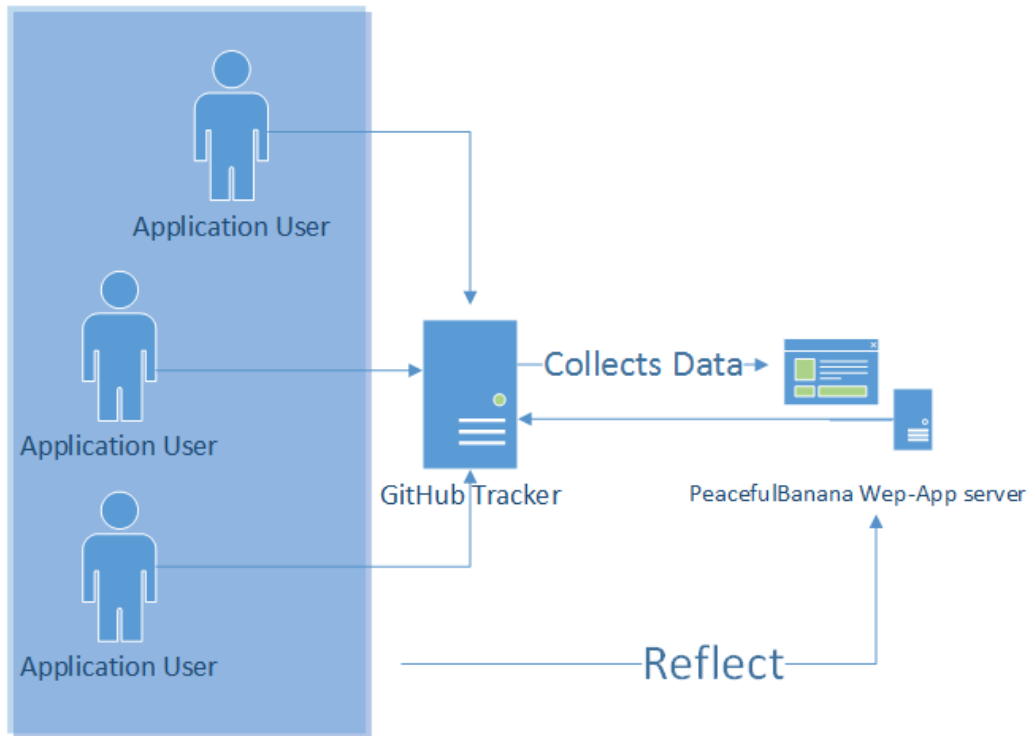 Application User
Application User
Collects Data
GitHub Tracker
PeacefulBanana Wep-App server
Application User
Reflect